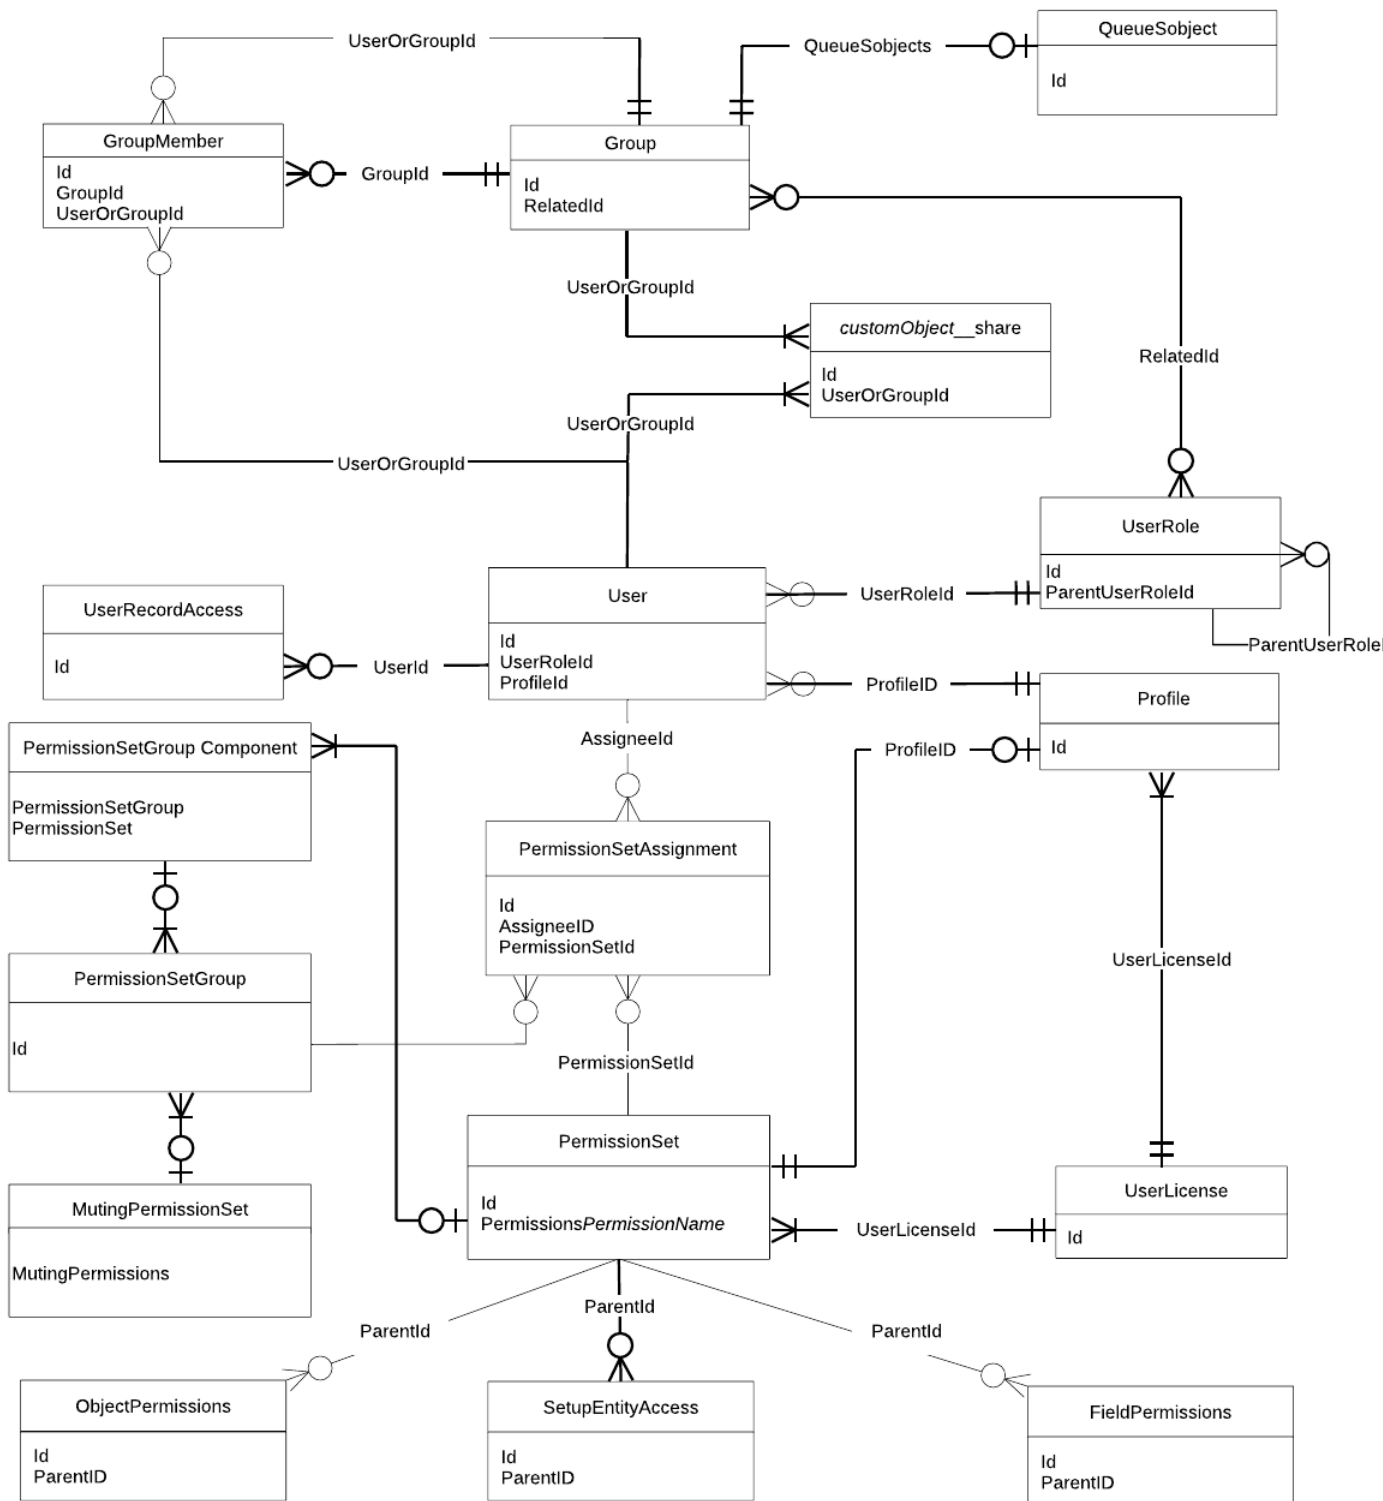 UserOrGroupId
QueueSobjects
QueueSobject
Id
GroupMember
Id
GroupId
UserOrGroupId
GroupId
Group
Id
RelatedId
UserOrGroupId
customObject__share
Id
UserOrGroupId
RelatedId
UserOrGroupId
UserOrGroupId
UserRole
Id
ParentUserRoleId
ParentUserRoleI
User
Id
UserRoleId
ProfileId
UserRoleId
UserRecordAccess
Id
UserId
ProfileID
Profile
Id
ProfileID
AssigneeId
PermissionSetGroup Component
PermissionSetGroup
PermissionSet
PermissionSetAssignment
Id
AssigneeID
PermissionSetId
UserLicenseId
PermissionSetGroup
Id
PermissionSetId
PermissionSet
Id
PermissionsPermissionName
UserLicenseId
UserLicense
Id
MutingPermissionSet
MutingPermissions
ParentId
ParentId
ParentId
ObjectPermissions
Id
ParentID
SetupEntityAccess
Id
ParentID
FieldPermissions
Id
ParentID